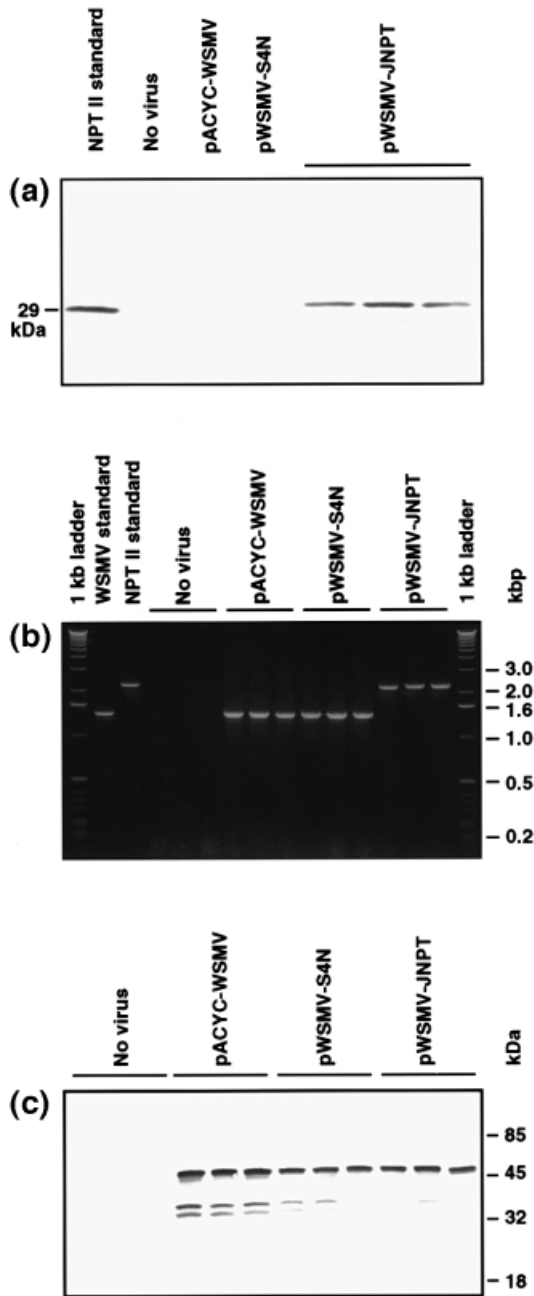 NPT II standard
No virus
pACYC-WSMV
pWSMV-S4N
pWSMV-JNPT
(a)
29
kDa
1 kb ladder
WSMV standard
NPT II standard
No virus
pACYC-WSMV
pWSMV-S4N
pWSMV-JNPT
1 kb ladder
kbp
(b)
3.0
2.0
1.6
1.0
0.5
0.2
No virus
pACYC-WSMV
pWSMV-S4N
pWSMV-JNPT
kDa
(c)
85
45
32
18